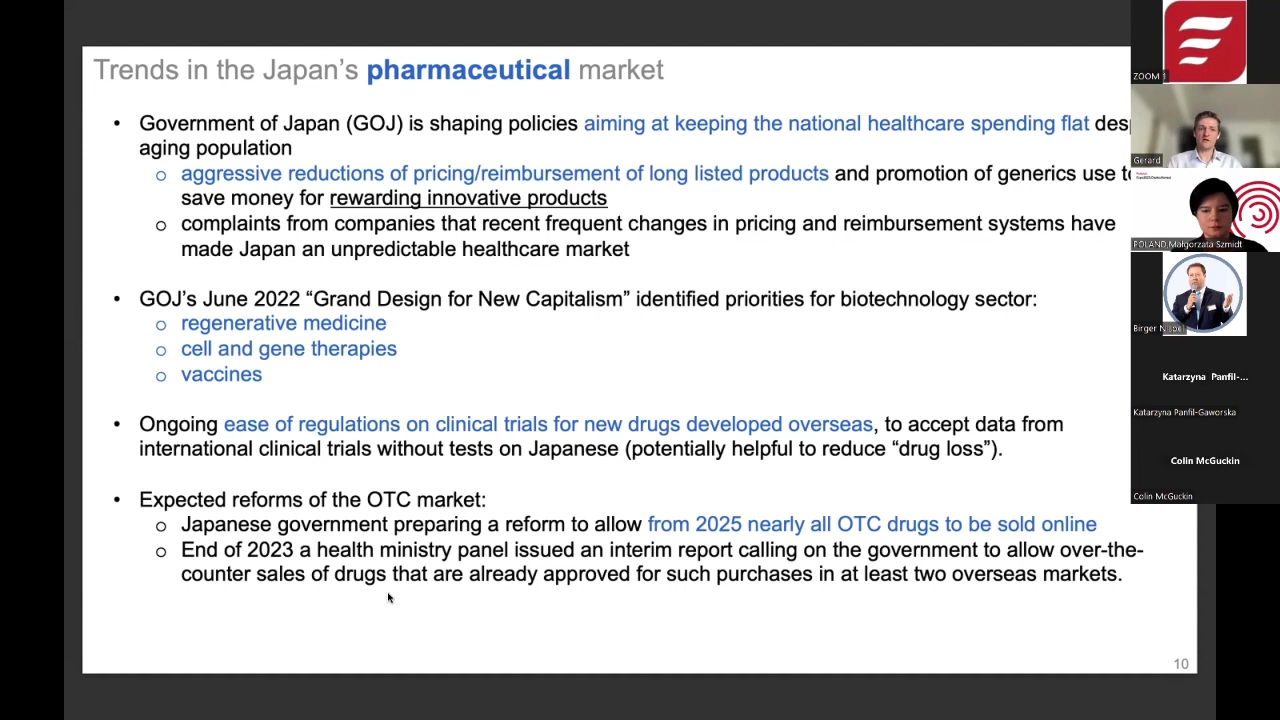 Trends in the Japan's pharmaceutical market
• Government of Japan (GOJ) is shaping policies aiming at keeping the national healthcare spending flat desp
aging population
o aggressive reductions of pricing/reimbursement of long listed products and promotion of generics use to
save money for rewarding innovative products
o complaints from companies that recent frequent changes in pricing and reimbursement systems have
made Japan an unpredictable healthcare market
• GOJ's June 2022 “Grand Design for New Capitalism” identified priorities for biotechnology sector:
o regenerative medicine
o cell and gene therapies
o vaccines
• Ongoing ease of regulations on clinical trials for new drugs developed overseas, to accept data from
international clinical trials without tests on Japanese (potentially helpful to reduce “drug loss”).
• Expected reforms of the OTC market:
o Japanese government preparing a reform to allow from 2025 nearly all OTC drugs to be sold online
o End of 2023 a health ministry panel issued an interim report calling on the government to allow over-the-
counter sales of drugs that are already approved for such purchases in at least two overseas markets.
10
ZOOM 1
Gerard
POLAND Małgorzata Szmidt
Birger
Katarzyna Panfil-...
Katarzyna Panfil-Gaworska
Colin McGuckin
Colin McGuckin